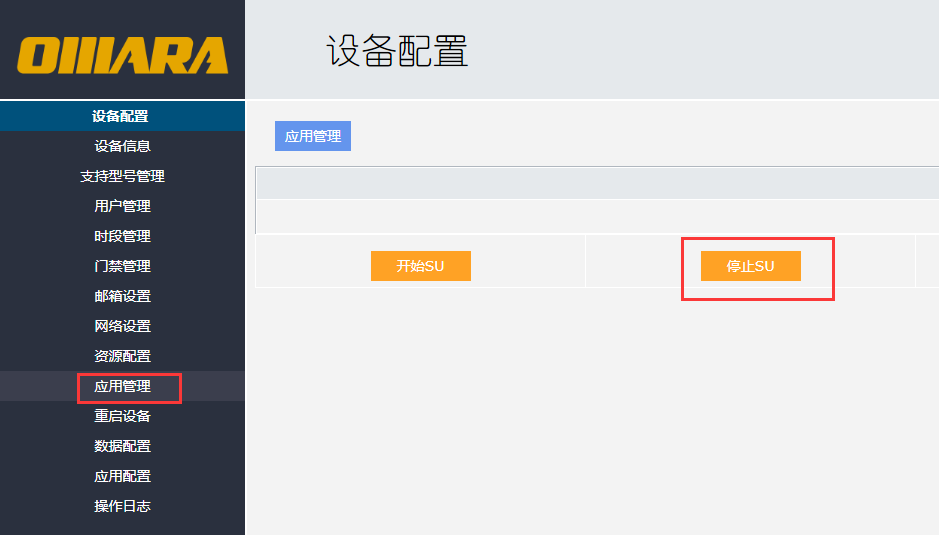 OMARA
设备配置
设备配置
设备信息
支持型号管理
用户管理
时段管理
门禁管理
邮箱设置
网络设置
资源配置
应用管理
重启设备
数据配置
应用配置
操作日志
应用管理
开始SU
停止SU